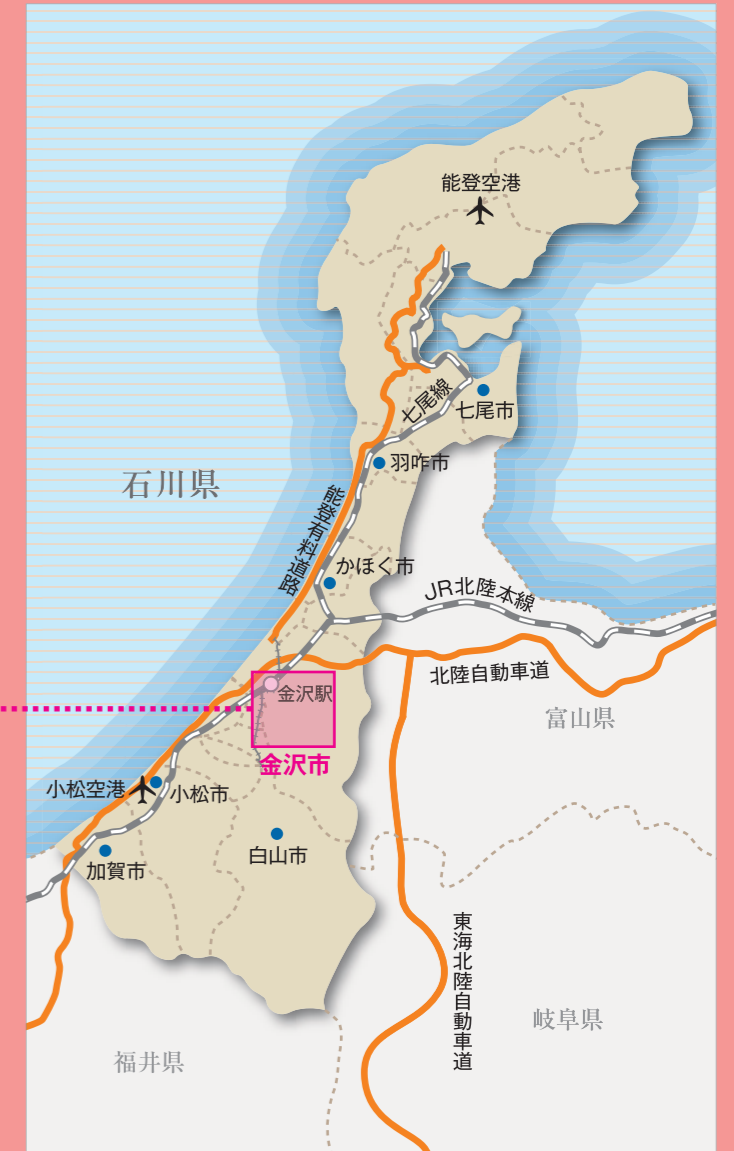 能登空港
七尾線
七尾市
羽咋市
石川県
能登有料道路
かほく市
JR北陸本線
北陸自動車道
金沢駅
富山県
金沢市
小松空港
小松市
白山市
加賀市
東海北陸自動車道
岐阜県
福井県